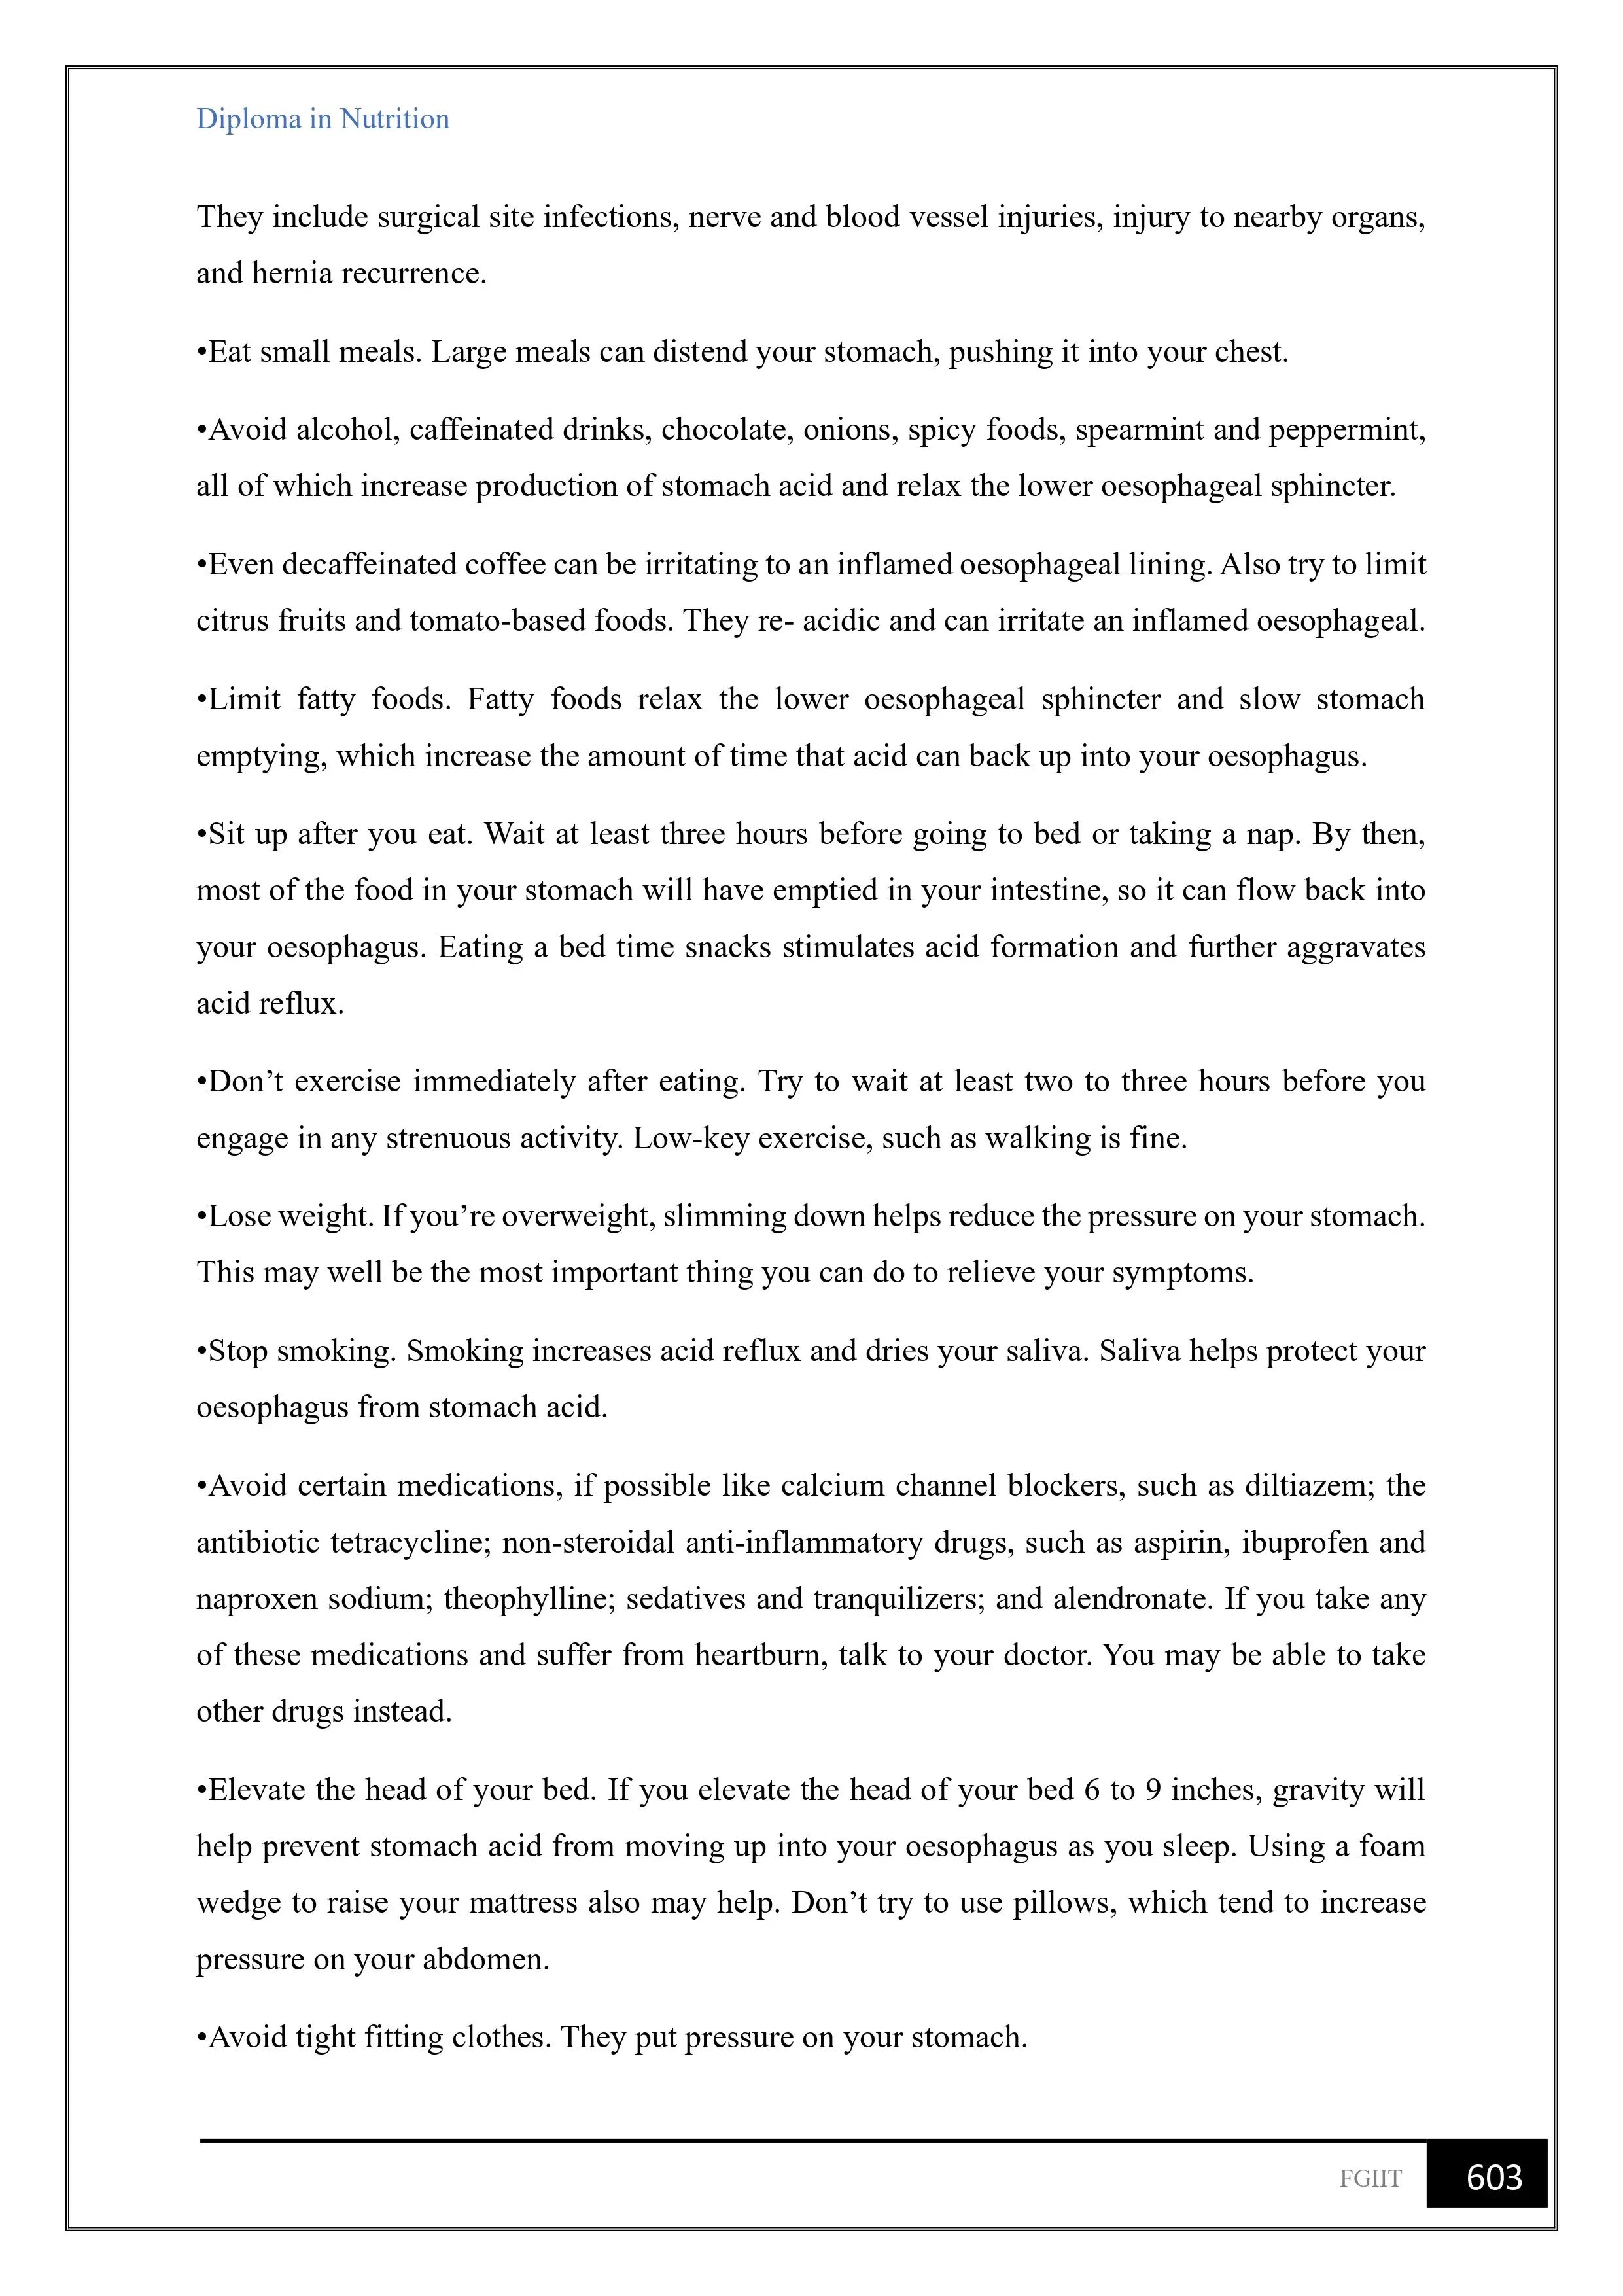 Diploma in Nutrition
They include surgical site infections, nerve and blood vessel injuries, injury to nearby organs,
and hernia recurrence.
•Eat small meals. Large meals can distend your stomach, pushing it into your chest.
•Avoid alcohol, caffeinated drinks, chocolate, onions, spicy foods, spearmint and peppermint,
all of which increase production of stomach acid and relax the lower oesophageal sphincter.
•Even decaffeinated coffee can be irritating to an inflamed oesophageal lining. Also try to limit
citrus fruits and tomato-based foods. They re- acidic and can irritate an inflamed oesophageal.
•Limit fatty foods. Fatty foods relax the lower oesophageal sphincter and slow stomach
emptying, which increase the amount of time that acid can back up into your oesophagus.
•Sit up after you eat. Wait at least three hours before going to bed or taking a nap. By then,
most of the food in your stomach will have emptied in your intestine, so it can flow back into
your oesophagus. Eating a bed time snacks stimulates acid formation and further aggravates
acid reflux.
•Don’t exercise immediately after eating. Try to wait at least two to three hours before you
engage in any strenuous activity. Low-key exercise, such as walking is fine.
•Lose weight. If you’re overweight, slimming down helps reduce the pressure on your stomach.
This may well be the most important thing you can do to relieve your symptoms.
•Stop smoking. Smoking increases acid reflux and dries your saliva. Saliva helps protect your
oesophagus from stomach acid.
•Avoid certain medications, if possible like calcium channel blockers, such as diltiazem; the
antibiotic tetracycline; non-steroidal anti-inflammatory drugs, such as aspirin, ibuprofen and
naproxen sodium; theophylline; sedatives and tranquilizers; and alendronate. If you take any
of these medications and suffer from heartburn, talk to your doctor. You may be able to take
other drugs instead.
•Elevate the head of your bed. If you elevate the head of your bed 6 to 9 inches, gravity will
help prevent stomach acid from moving up into your oesophagus as you sleep. Using a foam
wedge to raise your mattress also may help. Don’t try to use pillows, which tend to increase
pressure on your abdomen.
•Avoid tight fitting clothes. They put pressure on your stomach.
FGIIT 603